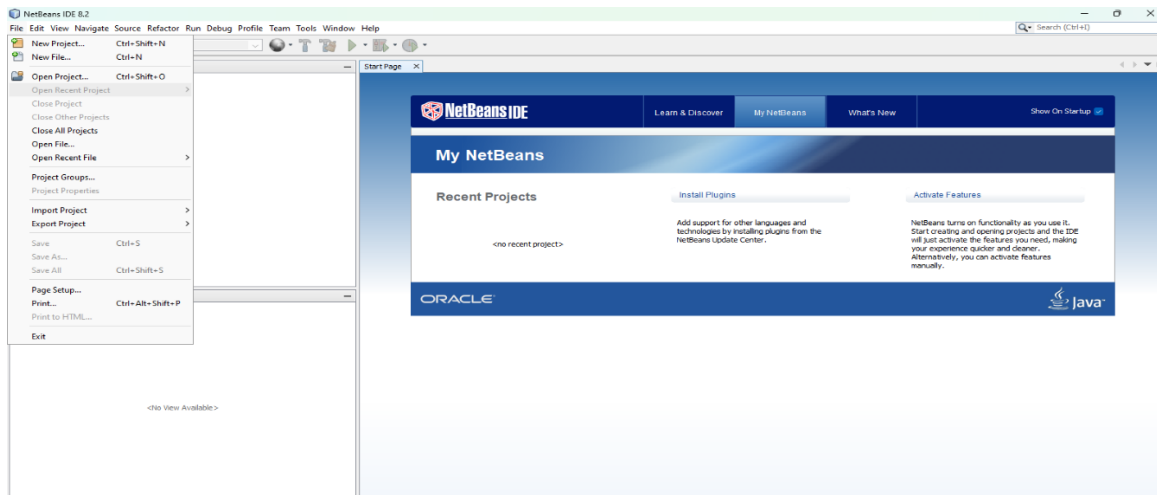 NetBeans IDE 8.2
File Edit View Navigate Source Refactor Run Debug Profile Team Tools Window Help
Search (Ctrl+I)
New Project... Ctrl+Shift+N
New File... Ctrl+N
Open Project... Ctrl+Shift+O
Open Recent Project
Close Project
Close Other Projects
Close All Projects
Open File...
Open Recent File
Project Groups...
Project Properties
Import Project
Export Project
Save Ctrl+S
Save As...
Save All Ctrl+Shift+S
Page Setup...
Print... Ctrl+Alt+Shift+P
Print to HTML...
Exit
<No View Available>
Start Page
NetBeans IDE
Learn & Discover
My NetBeans
What's New
Show On Startup
My NetBeans
Recent Projects
<no recent project>
Install Plugins
Add support for other languages and
technologies by installing plugins from the
NetBeans Update Center.
Activate Features
NetBeans turns on functionality as you use it.
Start creating and opening projects and the IDE
will just activate the features you need, making
your experience quicker and cleaner.
Alternatively, you can activate features
manually.
ORACLE
Java